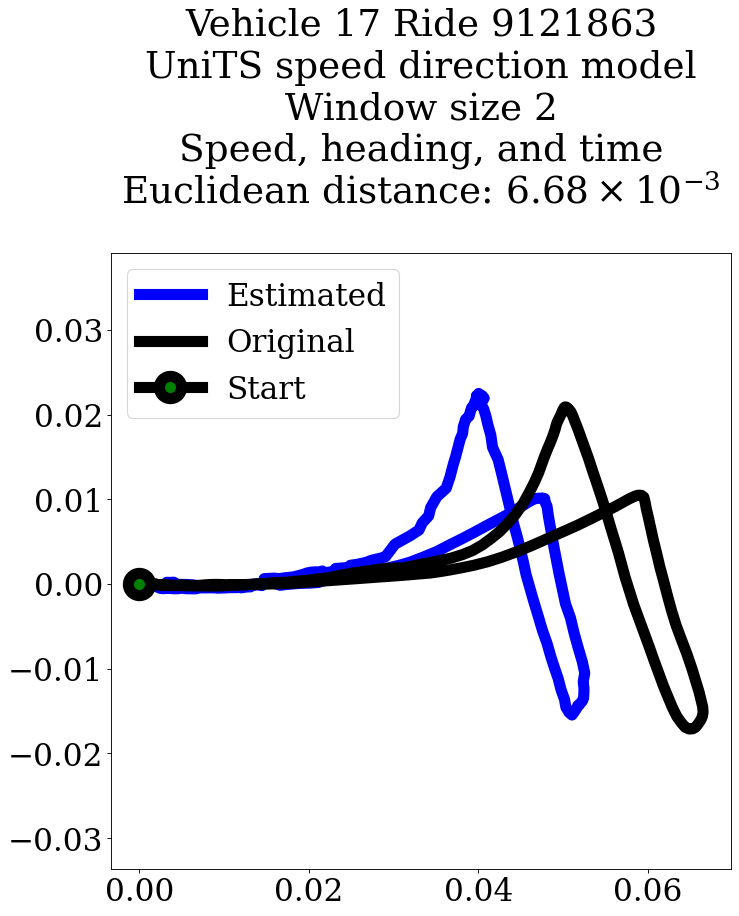 Vehicle 17 Ride 9121863
UniTS speed direction model
Window size 2
Speed, heading, and time
Euclidean distance: 6.68 × 10⁻³
Estimated
Original
Start
0.03
0.02
0.01
0.00
−0.01
−0.02
−0.03
0.00 0.02 0.04 0.06